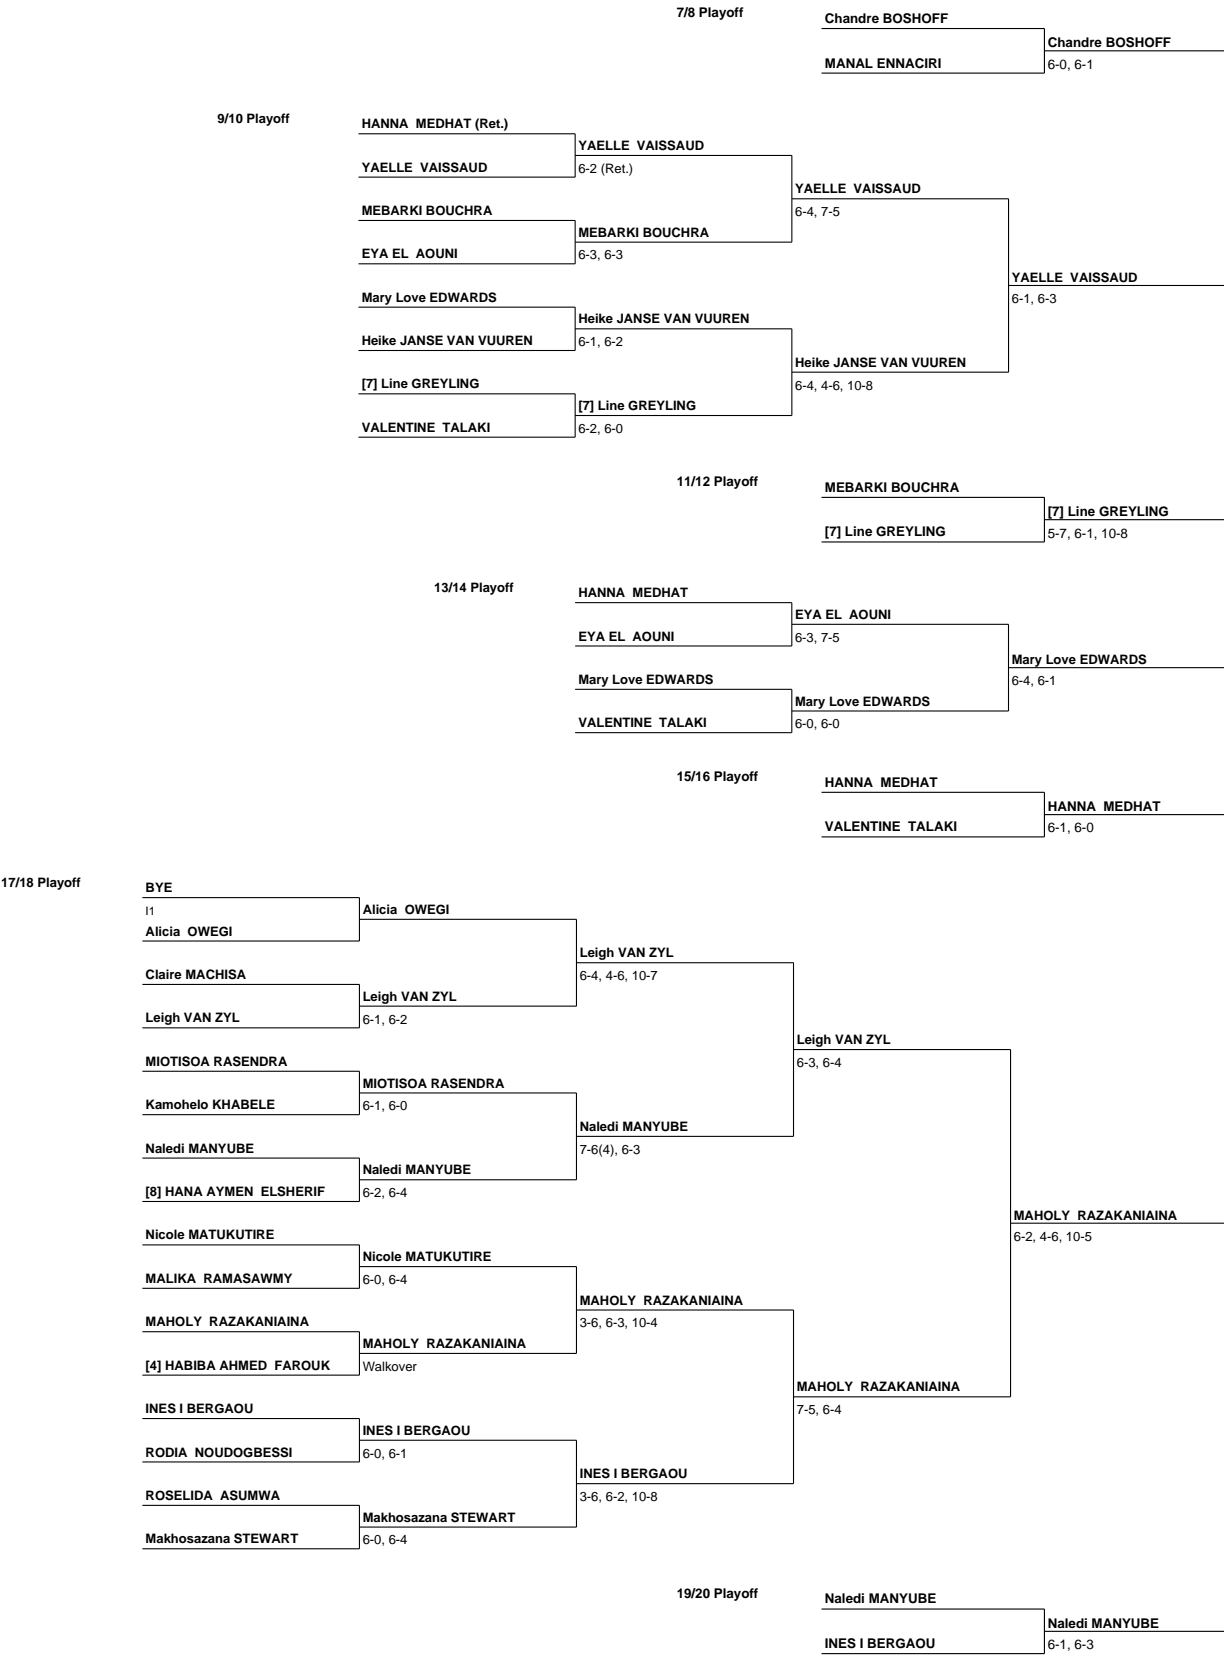 7/8 Playoff
Chandre BOSHOFF
Chandre BOSHOFF
MANAL ENNACIRI
6-0, 6-1
9/10 Playoff
HANNA MEDHAT (Ret.)
YAELLE VAISSAUD
YAELLE VAISSAUD
6-2 (Ret.)
YAELLE VAISSAUD
MEBARKI BOUCHRA
6-4, 7-5
MEBARKI BOUCHRA
EYA EL AOUNI
6-3, 6-3
YAELLE VAISSAUD
Mary Love EDWARDS
6-1, 6-3
Heike JANSE VAN VUUREN
Heike JANSE VAN VUUREN
6-1, 6-2
Heike JANSE VAN VUUREN
[7] Line GREYLING
6-4, 4-6, 10-8
[7] Line GREYLING
VALENTINE TALAKI
6-2, 6-0
11/12 Playoff
MEBARKI BOUCHRA
[7] Line GREYLING
[7] Line GREYLING
5-7, 6-1, 10-8
13/14 Playoff
HANNA MEDHAT
EYA EL AOUNI
EYA EL AOUNI
6-3, 7-5
Mary Love EDWARDS
Mary Love EDWARDS
6-4, 6-1
Mary Love EDWARDS
VALENTINE TALAKI
6-0, 6-0
15/16 Playoff
HANNA MEDHAT
HANNA MEDHAT
VALENTINE TALAKI
6-1, 6-0
17/18 Playoff
BYE
I1
Alicia OWEGI
Alicia OWEGI
Leigh VAN ZYL
Claire MACHISA
6-4, 4-6, 10-7
Leigh VAN ZYL
Leigh VAN ZYL
6-1, 6-2
Leigh VAN ZYL
MIOTISOA RASENDRA
6-3, 6-4
MIOTISOA RASENDRA
Kamohelo KHABELE
6-1, 6-0
Naledi MANYUBE
Naledi MANYUBE
7-6(4), 6-3
Naledi MANYUBE
[8] HANA AYMEN ELSHERIF
6-2, 6-4
MAHOLY RAZAKANIAINA
Nicole MATUKUTIRE
6-2, 4-6, 10-5
Nicole MATUKUTIRE
MALIKA RAMASAWMY
6-0, 6-4
MAHOLY RAZAKANIAINA
MAHOLY RAZAKANIAINA
3-6, 6-3, 10-4
MAHOLY RAZAKANIAINA
[4] HABIBA AHMED FAROUK
Walkover
MAHOLY RAZAKANIAINA
INES I BERGAOU
7-5, 6-4
INES I BERGAOU
RODIA NOUDOGBESSI
6-0, 6-1
INES I BERGAOU
ROSELIDA ASUMWA
3-6, 6-2, 10-8
Makhosazana STEWART
Makhosazana STEWART
6-0, 6-4
19/20 Playoff
Naledi MANYUBE
Naledi MANYUBE
INES I BERGAOU
6-1, 6-3